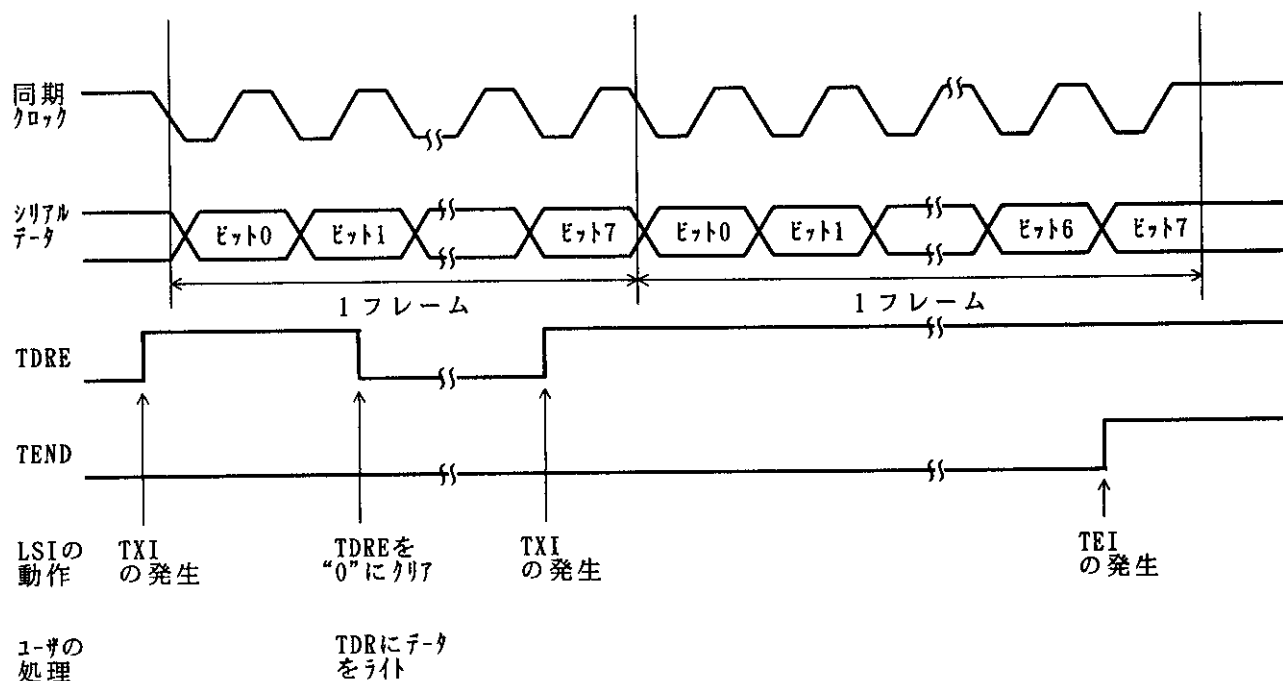 同期
クロック
シリアル
データ
ビット0
ビット1
ビット7
ビット0
ビット1
ビット6
ビット7
1フレーム
1フレーム
TDRE
TEND
LSIの
動作
TXI
の発生
TDREを
“0”にクリア
TXI
の発生
TEI
の発生
ユーザの
処理
TDRにデータ
をライト